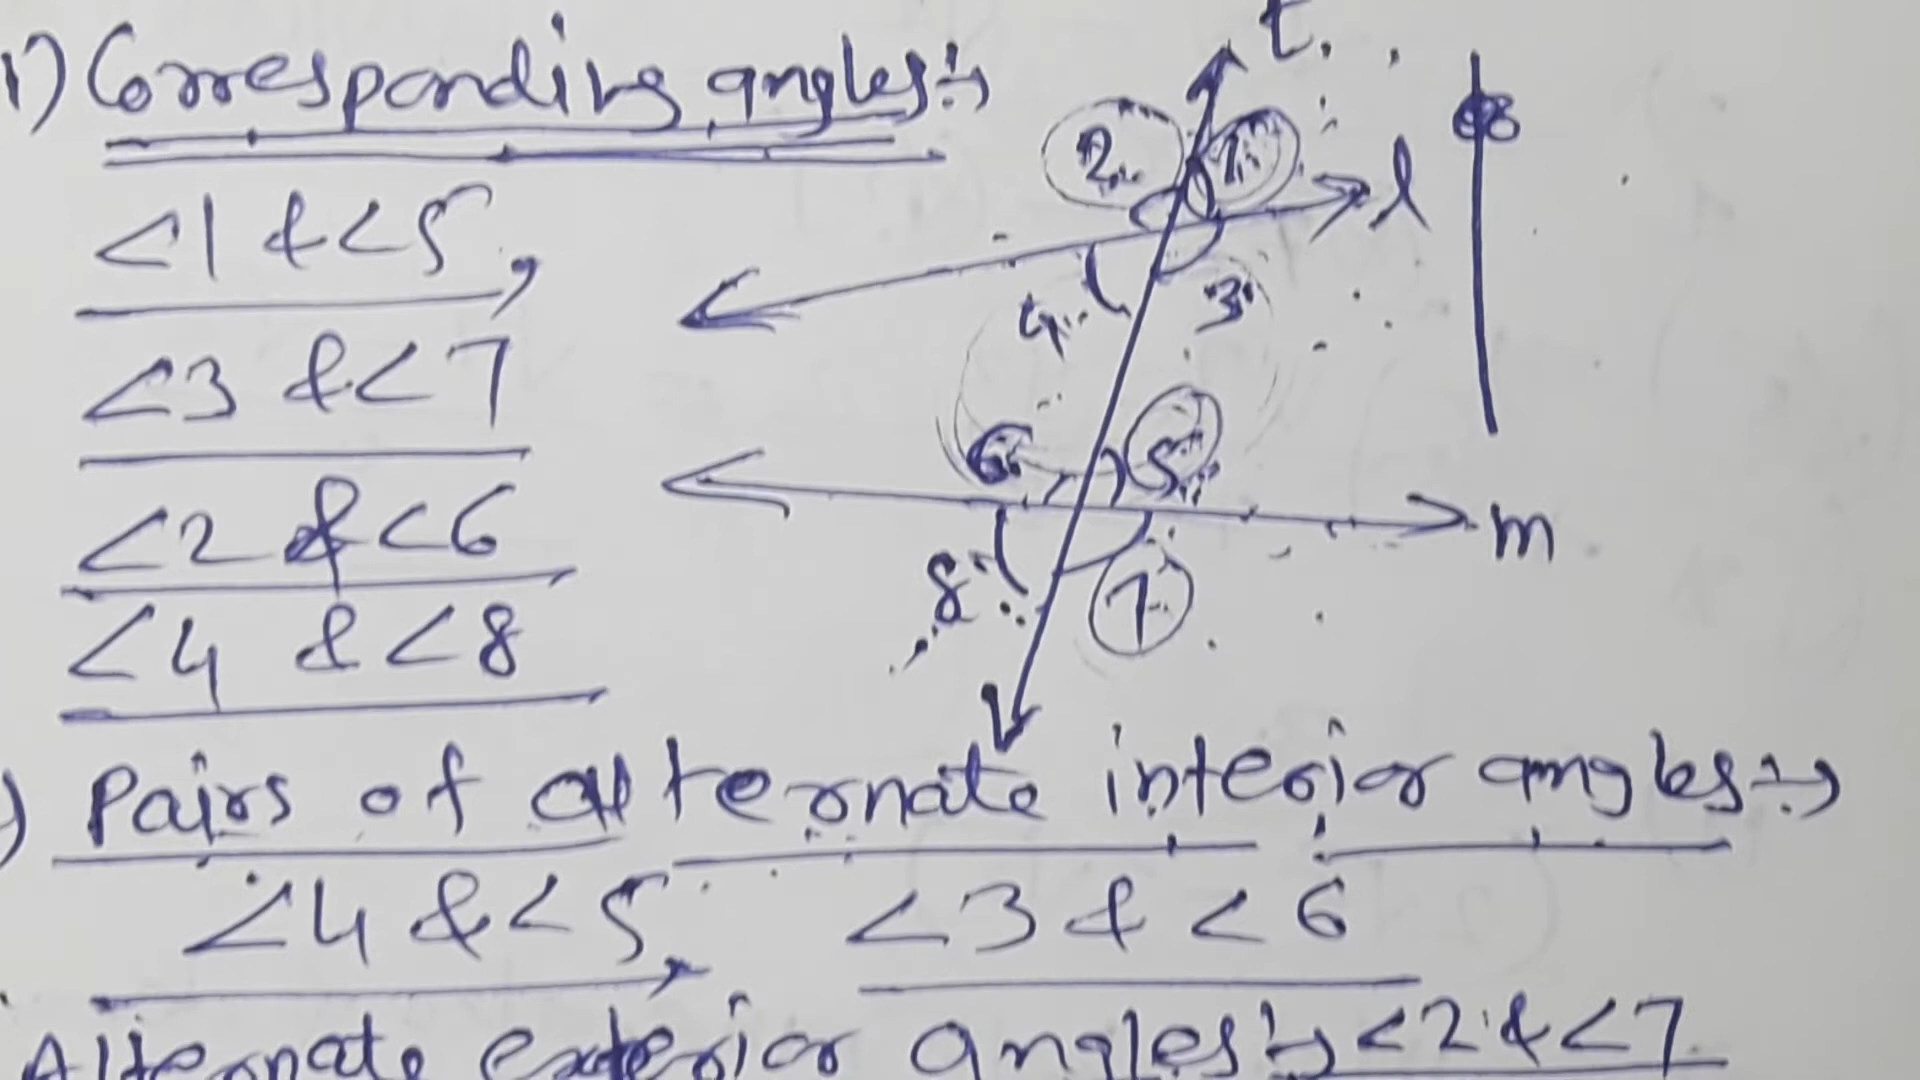 1) Corresponding angles:-
<1 & <5,
<3 & <7
<2 & <6
<4 & <8
t
2 1
l
4 3
6 5
m
8 7
) Pairs of alternate interior angles:-
<4 & <5, <3 & <6
Alternate exterior angles:- <2 & <7